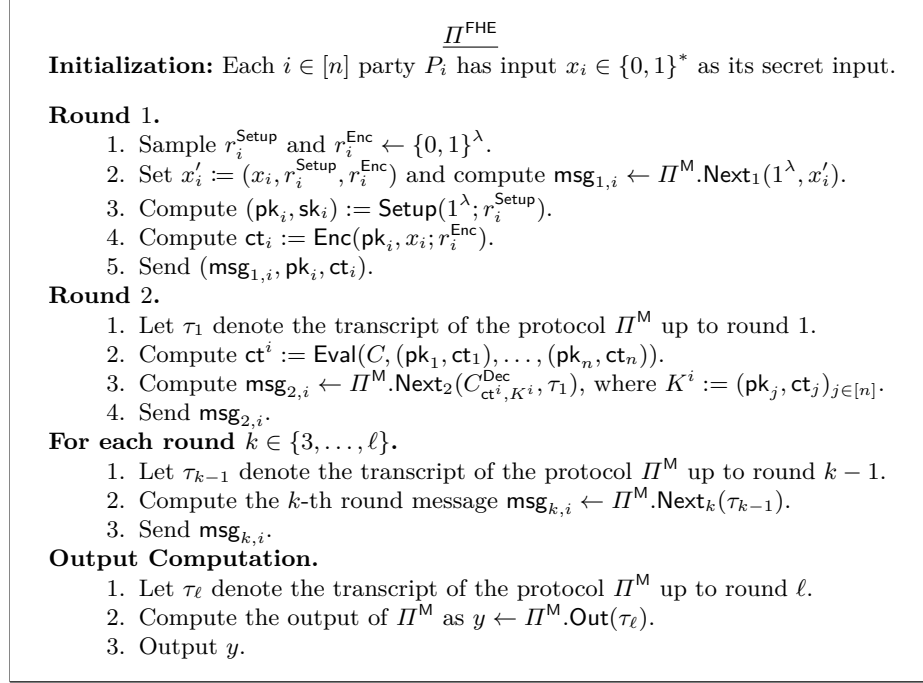 Π^FHE
Initialization: Each i ∈ [n] party P_i has input x_i ∈ {0, 1}^* as its secret input.
Round 1.
1. Sample r_i^Setup and r_i^Enc ← {0, 1}^λ.
2. Set x'_i := (x_i, r_i^Setup, r_i^Enc) and compute msg_{1,i} ← Π^M.Next_1(1^λ, x'_i).
3. Compute (pk_i, sk_i) := Setup(1^λ; r_i^Setup).
4. Compute ct_i := Enc(pk_i, x_i; r_i^Enc).
5. Send (msg_{1,i}, pk_i, ct_i).
Round 2.
1. Let τ_1 denote the transcript of the protocol Π^M up to round 1.
2. Compute ct^i := Eval(C, (pk_1, ct_1), . . . , (pk_n, ct_n)).
3. Compute msg_{2,i} ← Π^M.Next_2(C^Dec_{ct^i,K^i}, τ_1), where K^i := (pk_j, ct_j)_{j∈[n]}.
4. Send msg_{2,i}.
For each round k ∈ {3, . . . , ℓ}.
1. Let τ_{k−1} denote the transcript of the protocol Π^M up to round k − 1.
2. Compute the k-th round message msg_{k,i} ← Π^M.Next_k(τ_{k−1}).
3. Send msg_{k,i}.
Output Computation.
1. Let τ_ℓ denote the transcript of the protocol Π^M up to round ℓ.
2. Compute the output of Π^M as y ← Π^M.Out(τ_ℓ).
3. Output y.